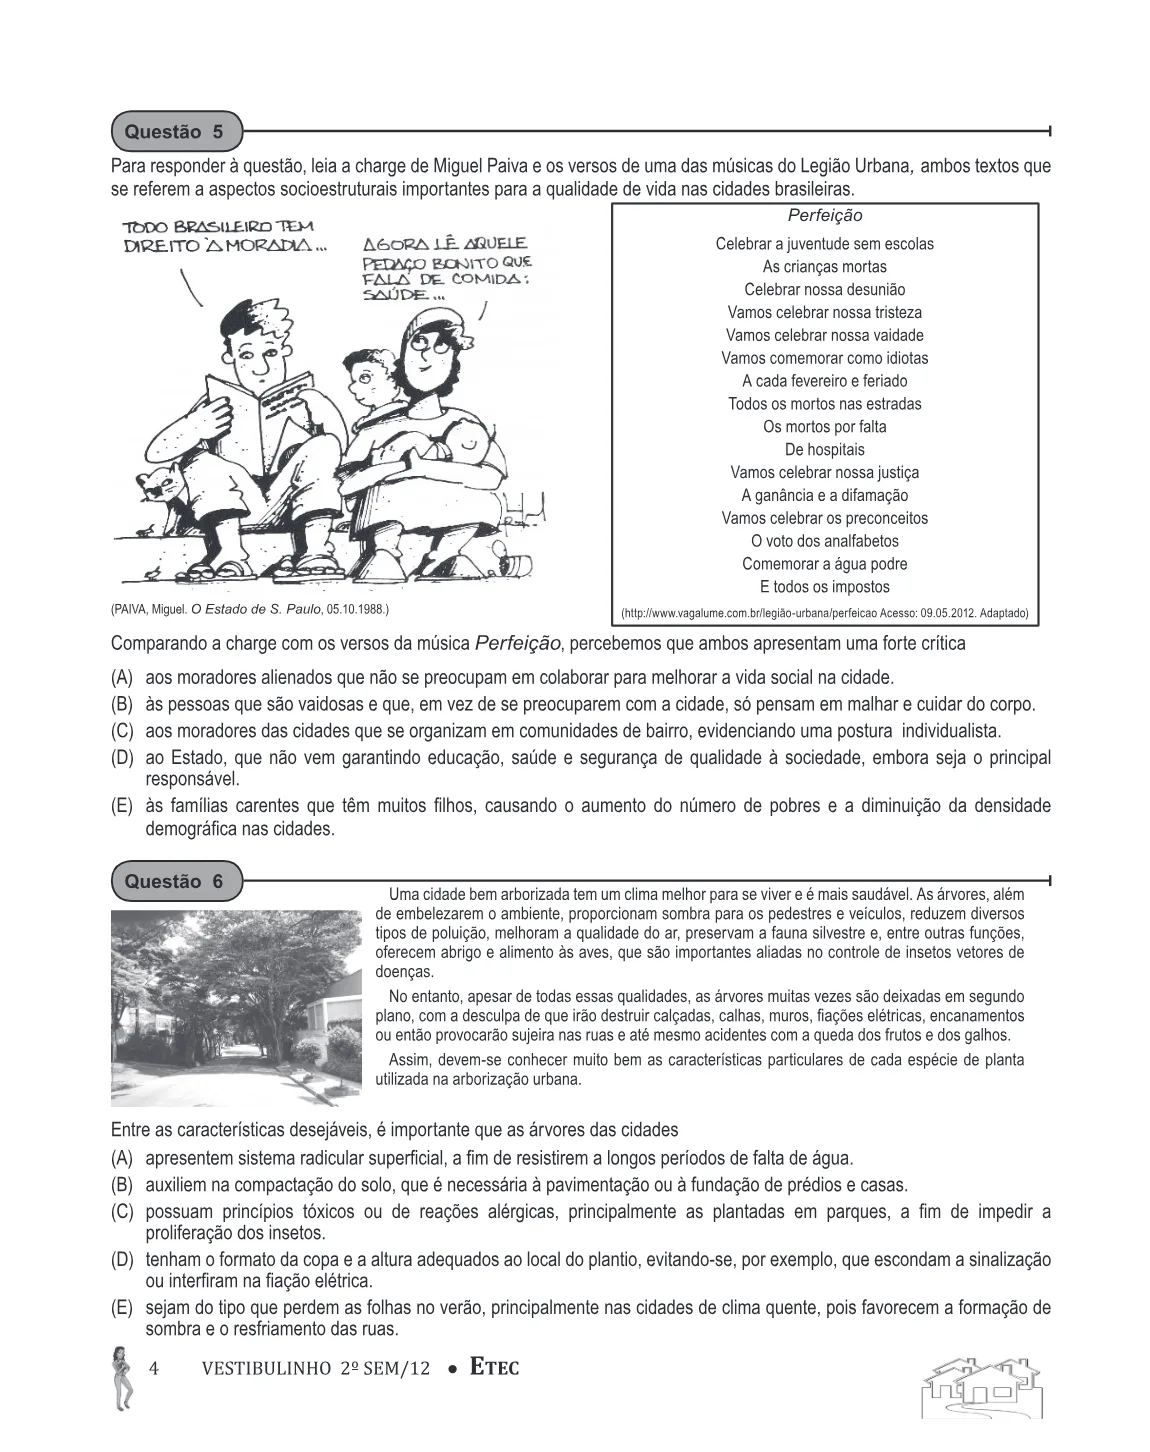 Questão 5
Para responder à questão, leia a charge de Miguel Paiva e os versos de uma das músicas do Legião Urbana, ambos textos que
se referem a aspectos socioestruturais importantes para a qualidade de vida nas cidades brasileiras.
TODO BRASILEIRO TEM
DIREITO À MORADIA...
AGORA LÊ AQUELE
PEDAÇO BONITO QUE
FALA DE COMIDA:
SAÚDE...
(PAIVA, Miguel. O Estado de S. Paulo, 05.10.1988.)
Perfeição
Celebrar a juventude sem escolas
As crianças mortas
Celebrar nossa desunião
Vamos celebrar nossa tristeza
Vamos celebrar nossa vaidade
Vamos comemorar como idiotas
A cada fevereiro e feriado
Todos os mortos nas estradas
Os mortos por falta
De hospitais
Vamos celebrar nossa justiça
A ganância e a difamação
Vamos celebrar os preconceitos
O voto dos analfabetos
Comemorar a água podre
E todos os impostos
(http://www.vagalume.com.br/legião-urbana/perfeicao Acesso: 09.05.2012. Adaptado)
Comparando a charge com os versos da música Perfeição, percebemos que ambos apresentam uma forte crítica
(A) aos moradores alienados que não se preocupam em colaborar para melhorar a vida social na cidade.
(B) às pessoas que são vaidosas e que, em vez de se preocuparem com a cidade, só pensam em malhar e cuidar do corpo.
(C) aos moradores das cidades que se organizam em comunidades de bairro, evidenciando uma postura individualista.
(D) ao Estado, que não vem garantindo educação, saúde e segurança de qualidade à sociedade, embora seja o principal
responsável.
(E) às famílias carentes que têm muitos filhos, causando o aumento do número de pobres e a diminuição da densidade
demográfica nas cidades.
Questão 6
Uma cidade bem arborizada tem um clima melhor para se viver e é mais saudável. As árvores, além
de embelezarem o ambiente, proporcionam sombra para os pedestres e veículos, reduzem diversos
tipos de poluição, melhoram a qualidade do ar, preservam a fauna silvestre e, entre outras funções,
oferecem abrigo e alimento às aves, que são importantes aliadas no controle de insetos vetores de
doenças.
No entanto, apesar de todas essas qualidades, as árvores muitas vezes são deixadas em segundo
plano, com a desculpa de que irão destruir calçadas, calhas, muros, fiações elétricas, encanamentos
ou então provocarão sujeira nas ruas e até mesmo acidentes com a queda dos frutos e dos galhos.
Assim, devem-se conhecer muito bem as características particulares de cada espécie de planta
utilizada na arborização urbana.
Entre as características desejáveis, é importante que as árvores das cidades
(A) apresentem sistema radicular superficial, a fim de resistirem a longos períodos de falta de água.
(B) auxiliem na compactação do solo, que é necessária à pavimentação ou à fundação de prédios e casas.
(C) possuam princípios tóxicos ou de reações alérgicas, principalmente as plantadas em parques, a fim de impedir a
proliferação dos insetos.
(D) tenham o formato da copa e a altura adequados ao local do plantio, evitando-se, por exemplo, que escondam a sinalização
ou interfiram na fiação elétrica.
(E) sejam do tipo que perdem as folhas no verão, principalmente nas cidades de clima quente, pois favorecem a formação de
sombra e o resfriamento das ruas.
4 VESTIBULINHO 2º SEM/12 • ETEC